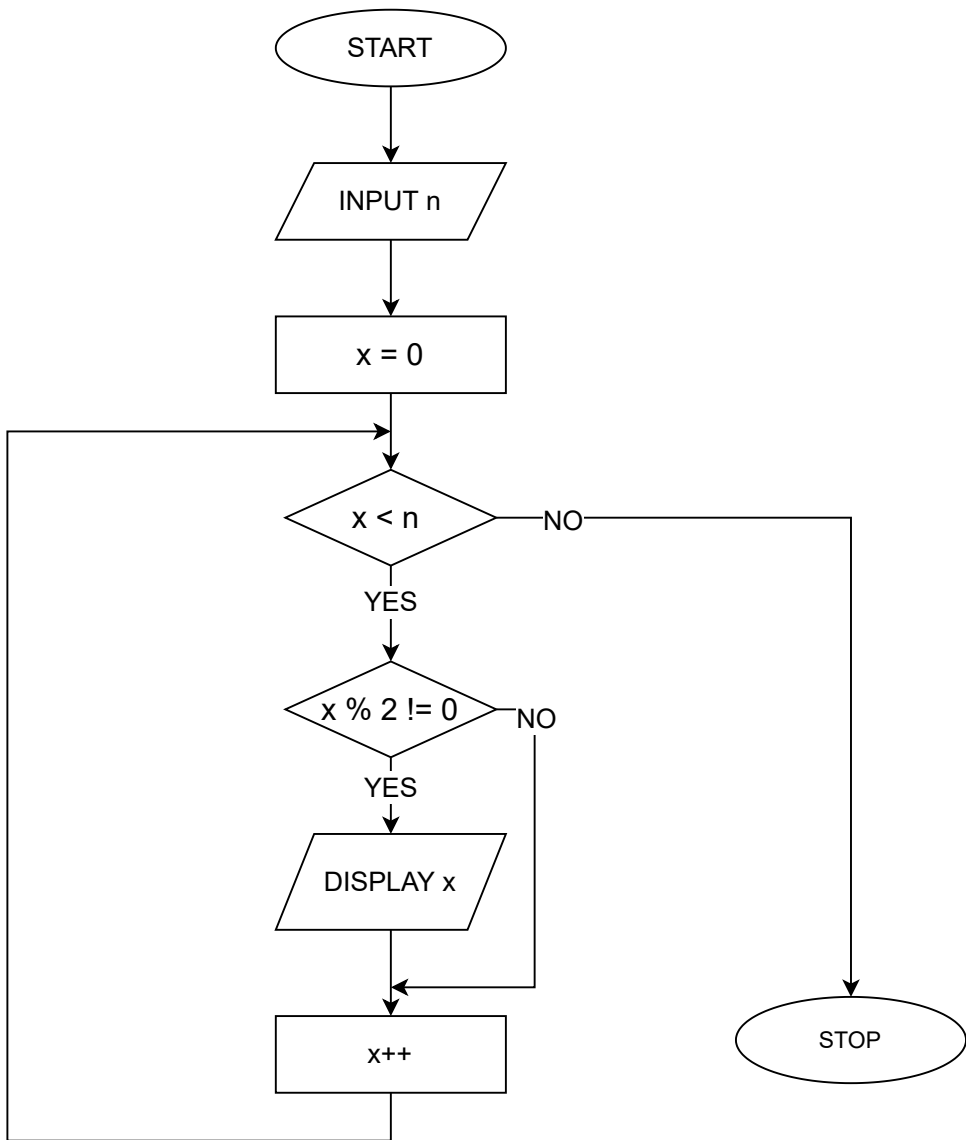 START
INPUT n
x = 0
x < n
NO
YES
x % 2 != 0
NO
YES
DISPLAY x
x++
STOP